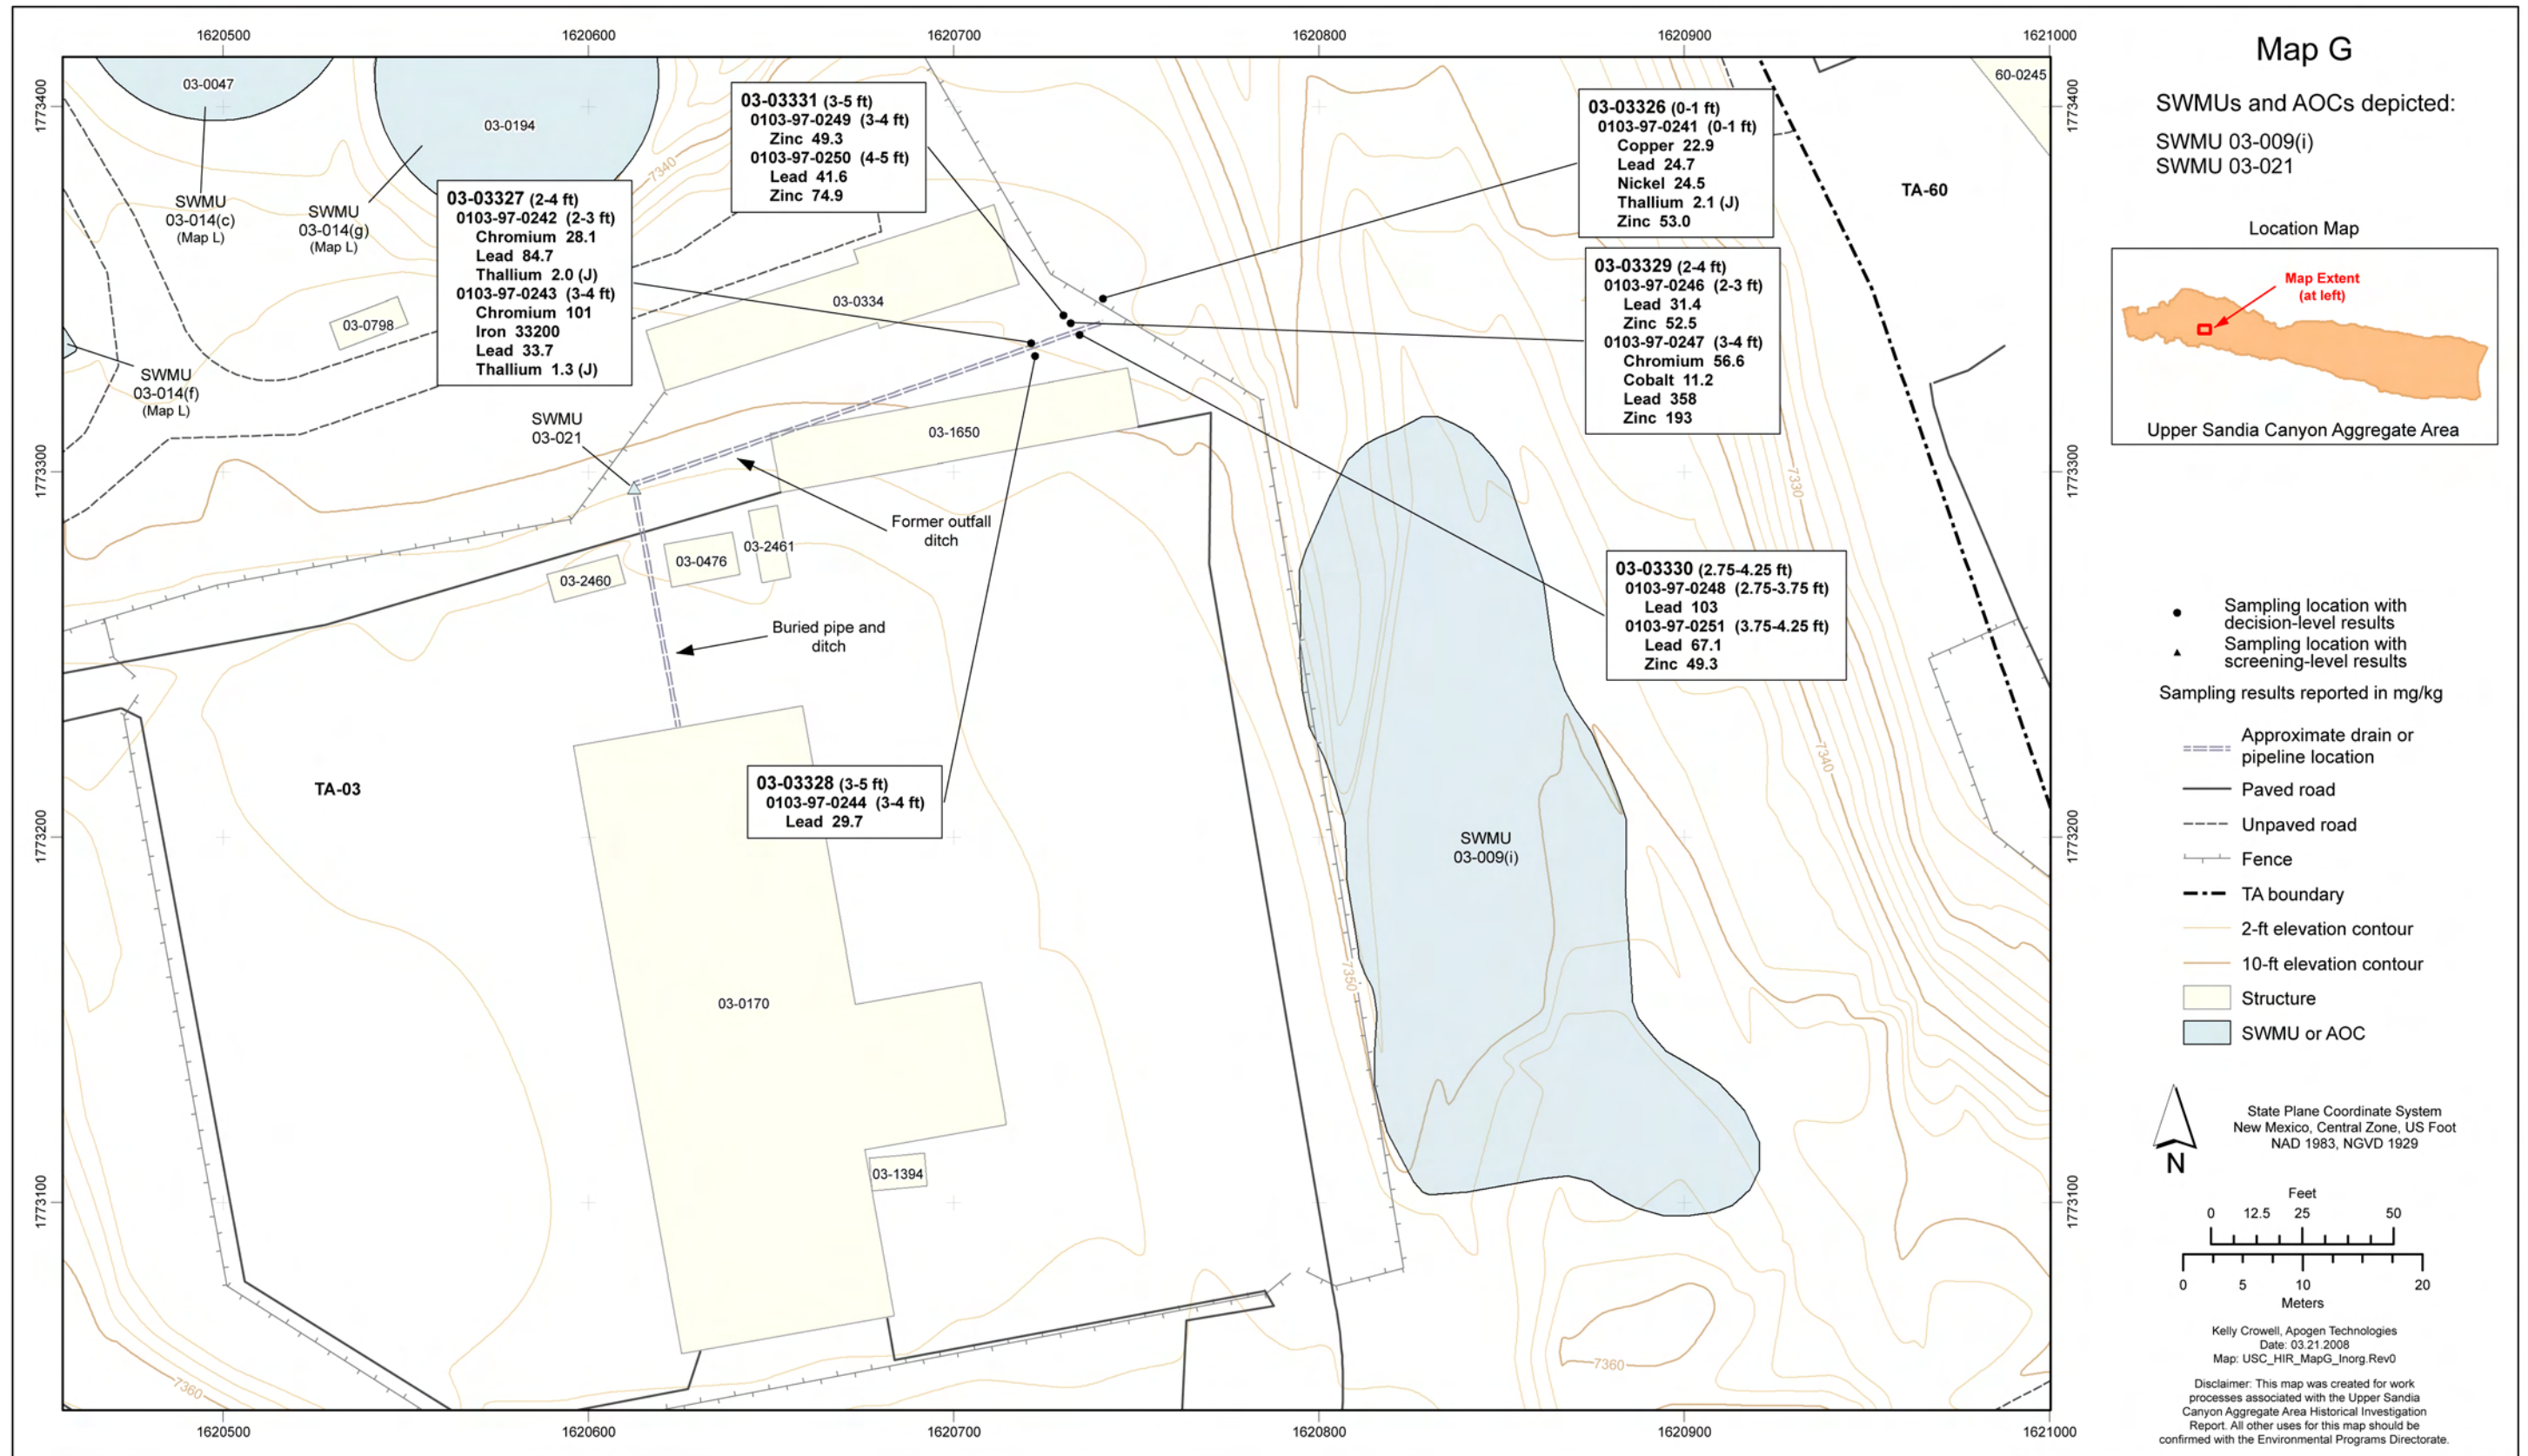 1620500
1620600
1620700
1620800
1620900
1621000
1773400
1773300
1773200
1773100
1773400
1773300
1773200
1773100
1620500
1620600
1620700
1620800
1620900
1621000
03-0047
03-0194
SWMU
03-014(c)
(Map L)
SWMU
03-014(g)
(Map L)
7340
03-03331 (3-5 ft)
0103-97-0249 (3-4 ft)
Zinc 49.3
0103-97-0250 (4-5 ft)
Lead 41.6
Zinc 74.9
03-03327 (2-4 ft)
0103-97-0242 (2-3 ft)
Chromium 28.1
Lead 84.7
Thallium 2.0 (J)
0103-97-0243 (3-4 ft)
Chromium 101
Iron 33200
Lead 33.7
Thallium 1.3 (J)
03-03326 (0-1 ft)
0103-97-0241 (0-1 ft)
Copper 22.9
Lead 24.7
Nickel 24.5
Thallium 2.1 (J)
Zinc 53.0
60-0245
TA-60
03-03329 (2-4 ft)
0103-97-0246 (2-3 ft)
Lead 31.4
Zinc 52.5
0103-97-0247 (3-4 ft)
Chromium 56.6
Cobalt 11.2
Lead 358
Zinc 193
03-0334
03-0798
SWMU
03-014(f)
(Map L)
SWMU
03-021
03-1650
7330
Former outfall
ditch
03-2461
03-0476
03-2460
Buried pipe and
ditch
03-03330 (2.75-4.25 ft)
0103-97-0248 (2.75-3.75 ft)
Lead 103
0103-97-0251 (3.75-4.25 ft)
Lead 67.1
Zinc 49.3
7340
TA-03
03-03328 (3-5 ft)
0103-97-0244 (3-4 ft)
Lead 29.7
SWMU
03-009(i)
7350
03-0170
03-1394
7360
7360
Map G
SWMUs and AOCs depicted:
SWMU 03-009(i)
SWMU 03-021
Location Map
Map Extent
(at left)
Upper Sandia Canyon Aggregate Area
Sampling location with
decision-level results
Sampling location with
screening-level results
Sampling results reported in mg/kg
Approximate drain or
pipeline location
Paved road
Unpaved road
Fence
TA boundary
2-ft elevation contour
10-ft elevation contour
Structure
SWMU or AOC
N
State Plane Coordinate System
New Mexico, Central Zone, US Foot
NAD 1983, NGVD 1929
Feet
0 12.5 25 50
0 5 10 20
Meters
Kelly Crowell, Apogen Technologies
Date: 03.21.2008
Map: USC_HIR_MapG_Inorg.Rev0
Disclaimer: This map was created for work
processes associated with the Upper Sandia
Canyon Aggregate Area Historical Investigation
Report. All other uses for this map should be
confirmed with the Environmental Programs Directorate.